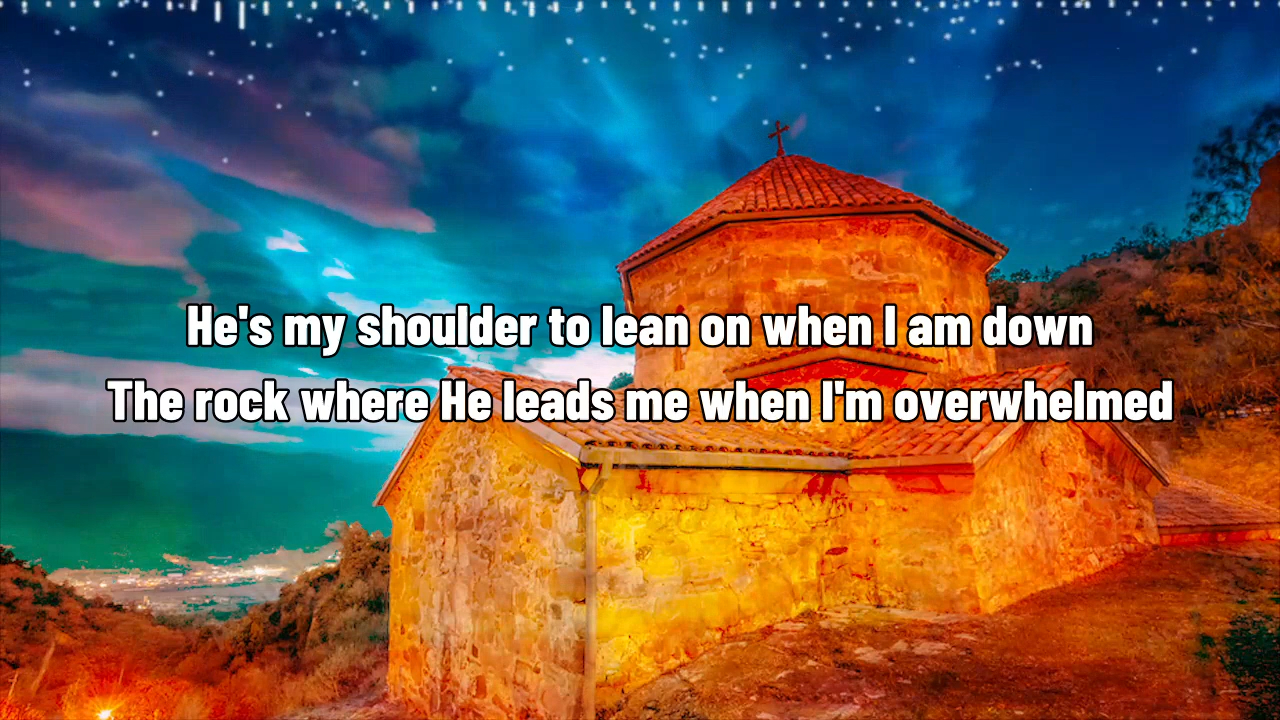 He's my shoulder to lean on when I am down
The rock where He leads me when I'm overwhelmed